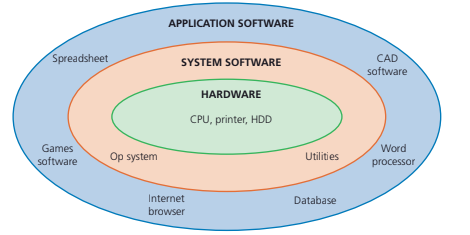 APPLICATION SOFTWARE
Spreadsheet
SYSTEM SOFTWARE
CAD
software
HARDWARE
CPU, printer, HDD
Games
software
Op system
Utilities
Word
processor
Internet
browser
Database